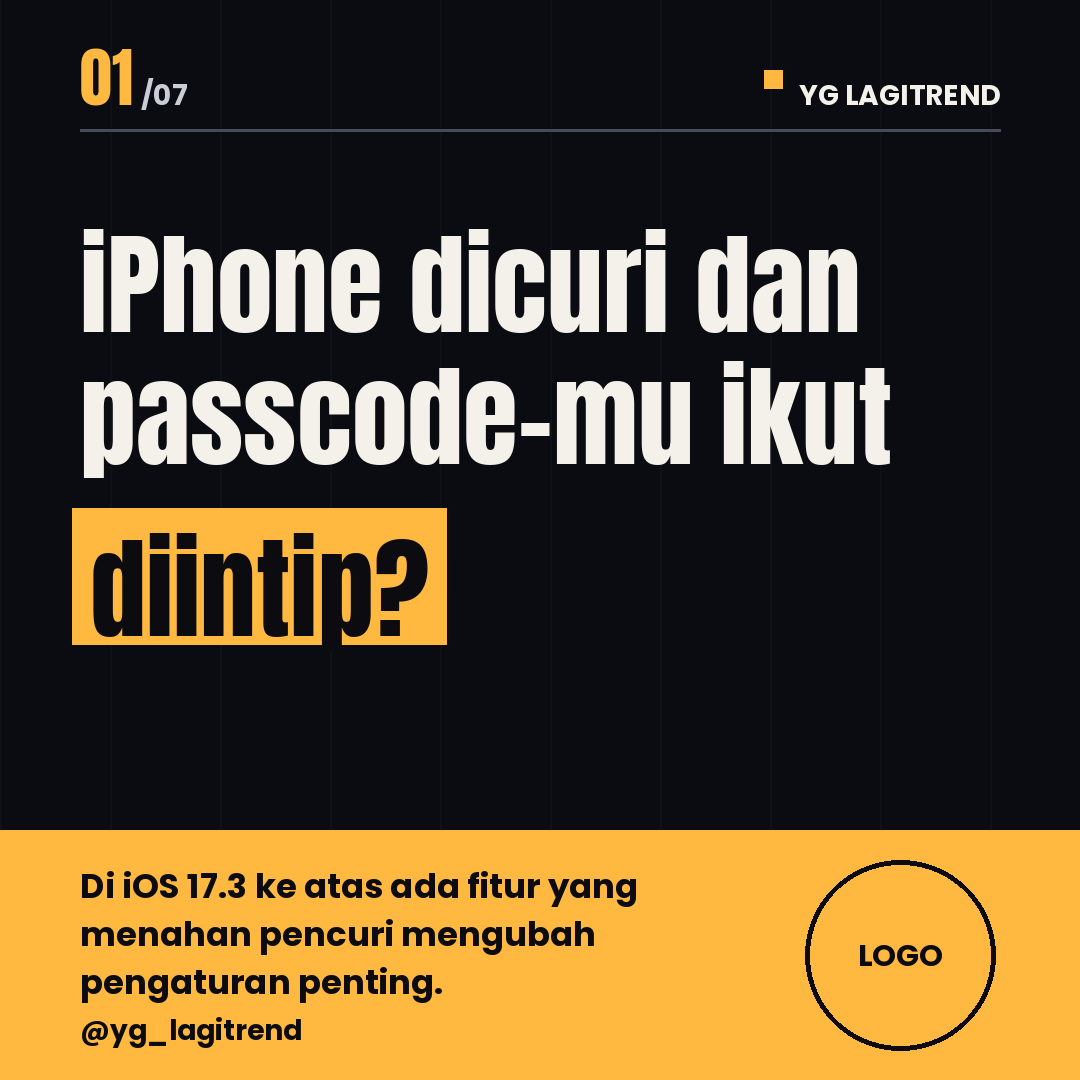 01 /07
YG LAGITREND
iPhone dicuri dan
passcode-mu ikut
diintip?
Di iOS 17.3 ke atas ada fitur yang
menahan pencuri mengubah
pengaturan penting.
@yg_lagitrend
LOGO